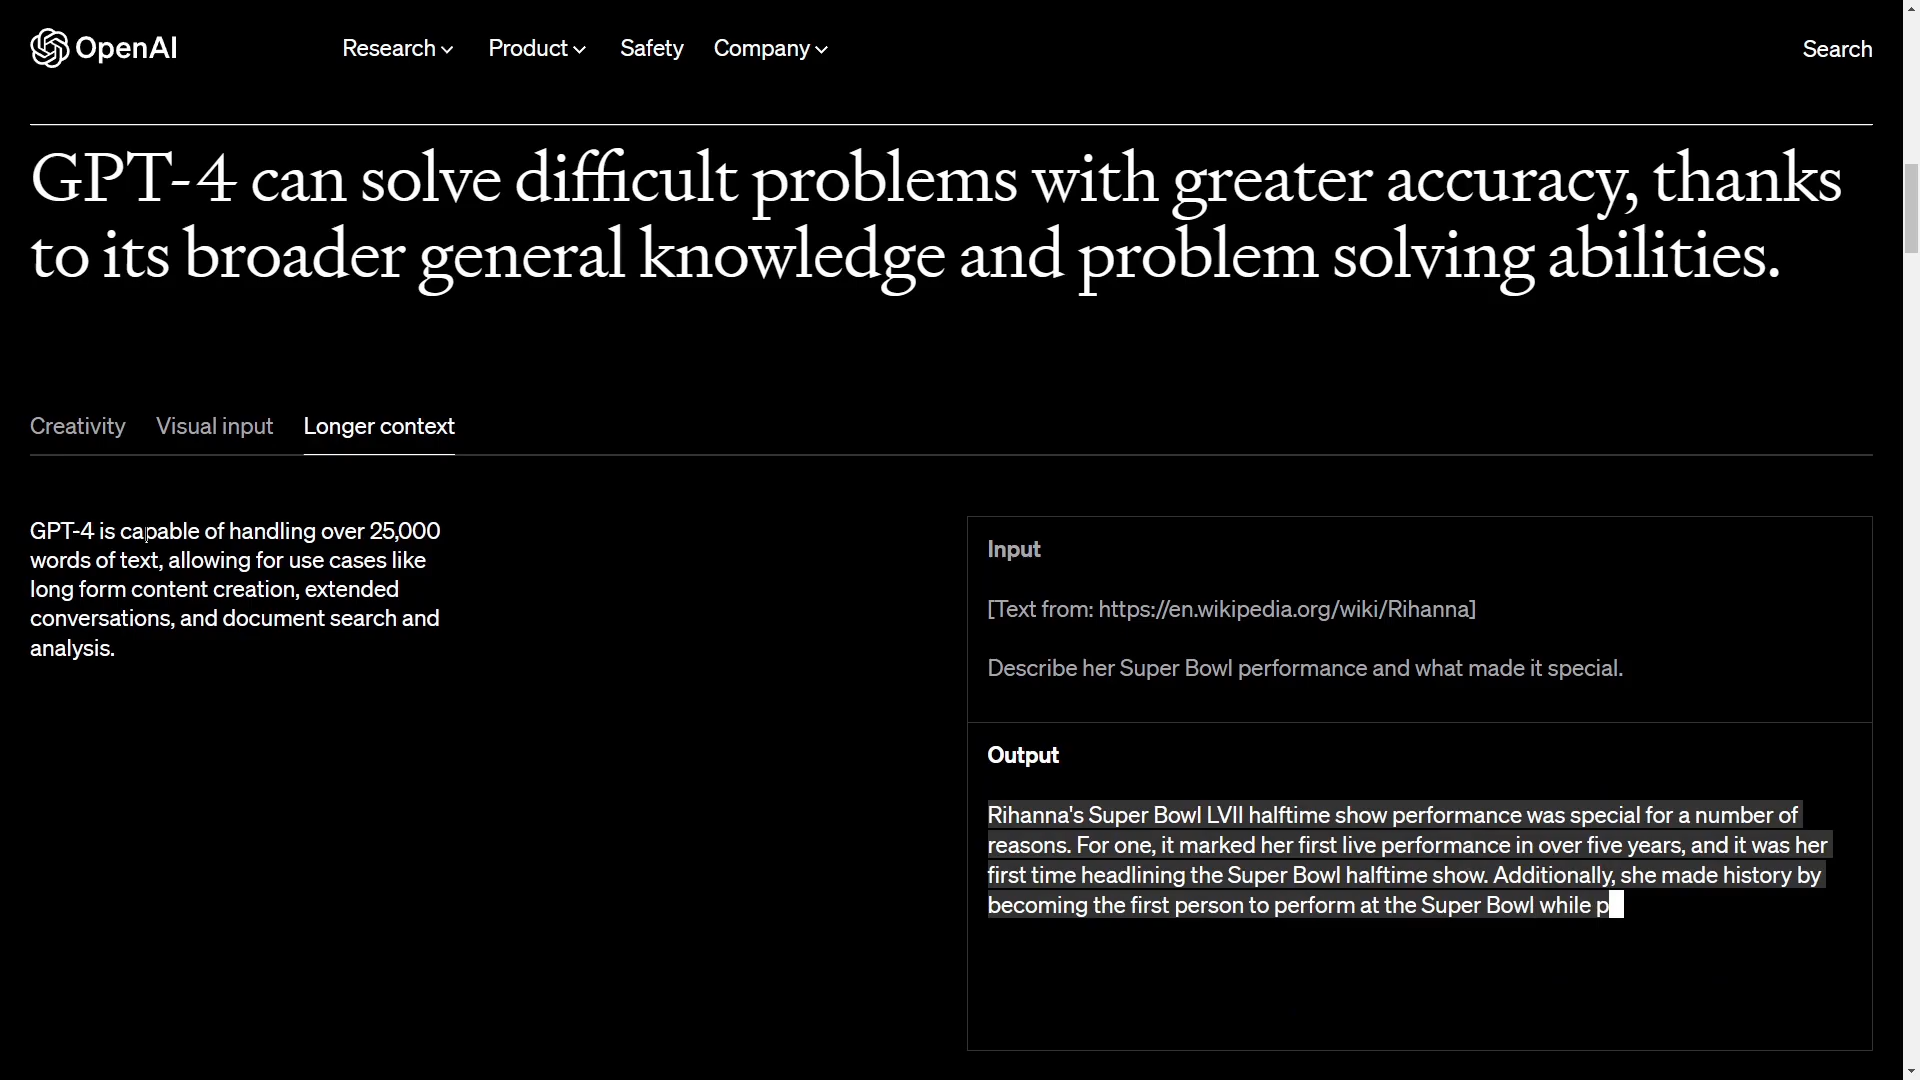 OpenAI
Research Product Safety Company
Search
GPT-4 can solve difficult problems with greater accuracy, thanks
to its broader general knowledge and problem solving abilities.
Creativity Visual input Longer context
GPT-4 is capable of handling over 25,000
words of text, allowing for use cases like
long form content creation, extended
conversations, and document search and
analysis.
Input
[Text from: https://en.wikipedia.org/wiki/Rihanna]
Describe her Super Bowl performance and what made it special.
Output
Rihanna's Super Bowl LVII halftime show performance was special for a number of
reasons. For one, it marked her first live performance in over five years, and it was her
first time headlining the Super Bowl halftime show. Additionally, she made history by
becoming the first person to perform at the Super Bowl while p